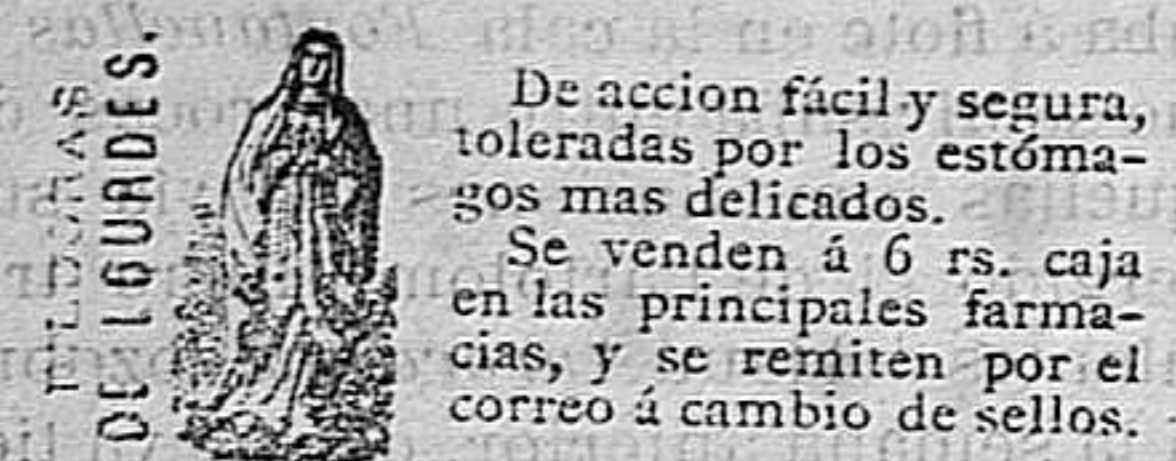 PILDORAS
DE LOURDES.
De accion fácil y segura,
toleradas por los estóma-
gos mas delicados.
Se venden á 6 rs. caja
en las principales farma-
cias, y se remiten por el
correo á cambio de sellos.